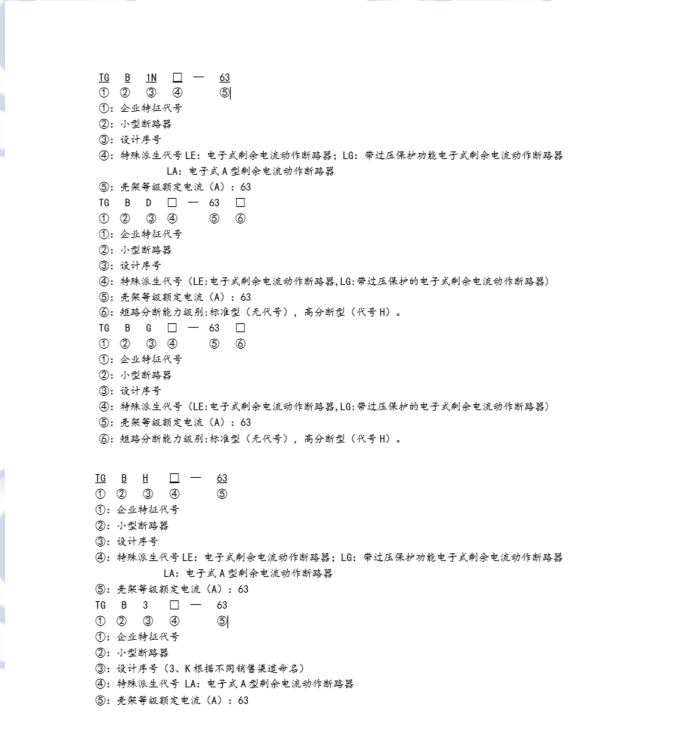 TG B 1N □ — 63
① ② ③ ④ ⑤
①：企业特征代号
②：小型断路器
③：设计序号
④：特殊派生代号LE：电子式剩余电流动作断路器；LG：带过压保护功能电子式剩余电流动作断路器
LA：电子式A型剩余电流动作断路器
⑤：壳架等级额定电流（A）：63
TG B D □ — 63 □
① ② ③ ④ ⑤ ⑥
①：企业特征代号
②：小型断路器
③：设计序号
④：特殊派生代号（LE:电子式剩余电流动作断路器,LG:带过压保护的电子式剩余电流动作断路器）
⑤：壳架等级额定电流（A）：63
⑥：短路分断能力级别:标准型（无代号），高分断型（代号H）。
TG B G □ — 63 □
① ② ③ ④ ⑤ ⑥
①：企业特征代号
②：小型断路器
③：设计序号
④：特殊派生代号（LE:电子式剩余电流动作断路器,LG:带过压保护的电子式剩余电流动作断路器）
⑤：壳架等级额定电流（A）：63
⑥：短路分断能力级别:标准型（无代号），高分断型（代号H）。
TG B H □ — 63
① ② ③ ④ ⑤
①：企业特征代号
②：小型断路器
③：设计序号
④：特殊派生代号LE：电子式剩余电流动作断路器；LG：带过压保护功能电子式剩余电流动作断路器
LA：电子式A型剩余电流动作断路器
⑤：壳架等级额定电流（A）：63
TG B 3 □ — 63
① ② ③ ④ ⑤
①：企业特征代号
②：小型断路器
③：设计序号（3、K根据不同销售渠道命名）
④：特殊派生代号 LA：电子式A型剩余电流动作断路器
⑤：壳架等级额定电流（A）：63